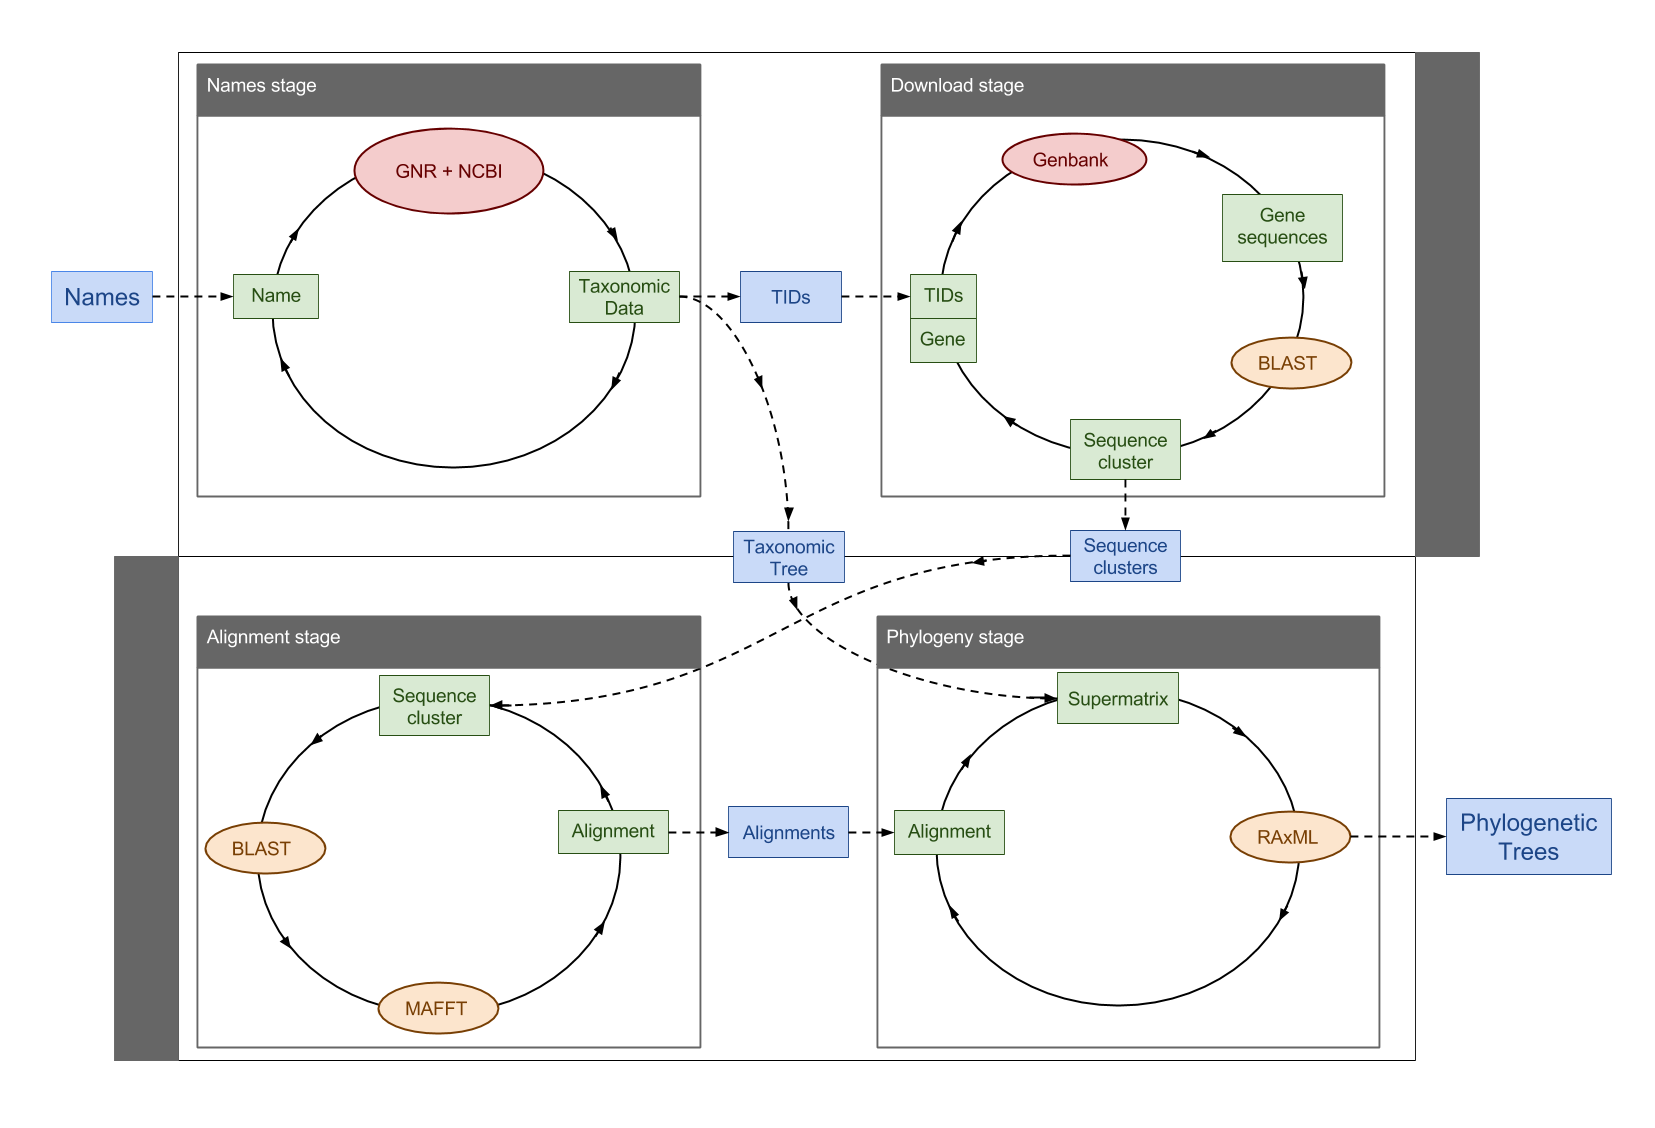 Names stage
Download stage
GNR + NCBI
Genbank
Gene
sequences
Names
Name
Taxonomic
Data
TIDs
TIDs
Gene
BLAST
Sequence
cluster
Taxonomic
Tree
Sequence
clusters
Alignment stage
Phylogeny stage
Sequence
cluster
Supermatrix
BLAST
Alignment
Alignments
Alignment
RAxML
Phylogenetic
Trees
MAFFT